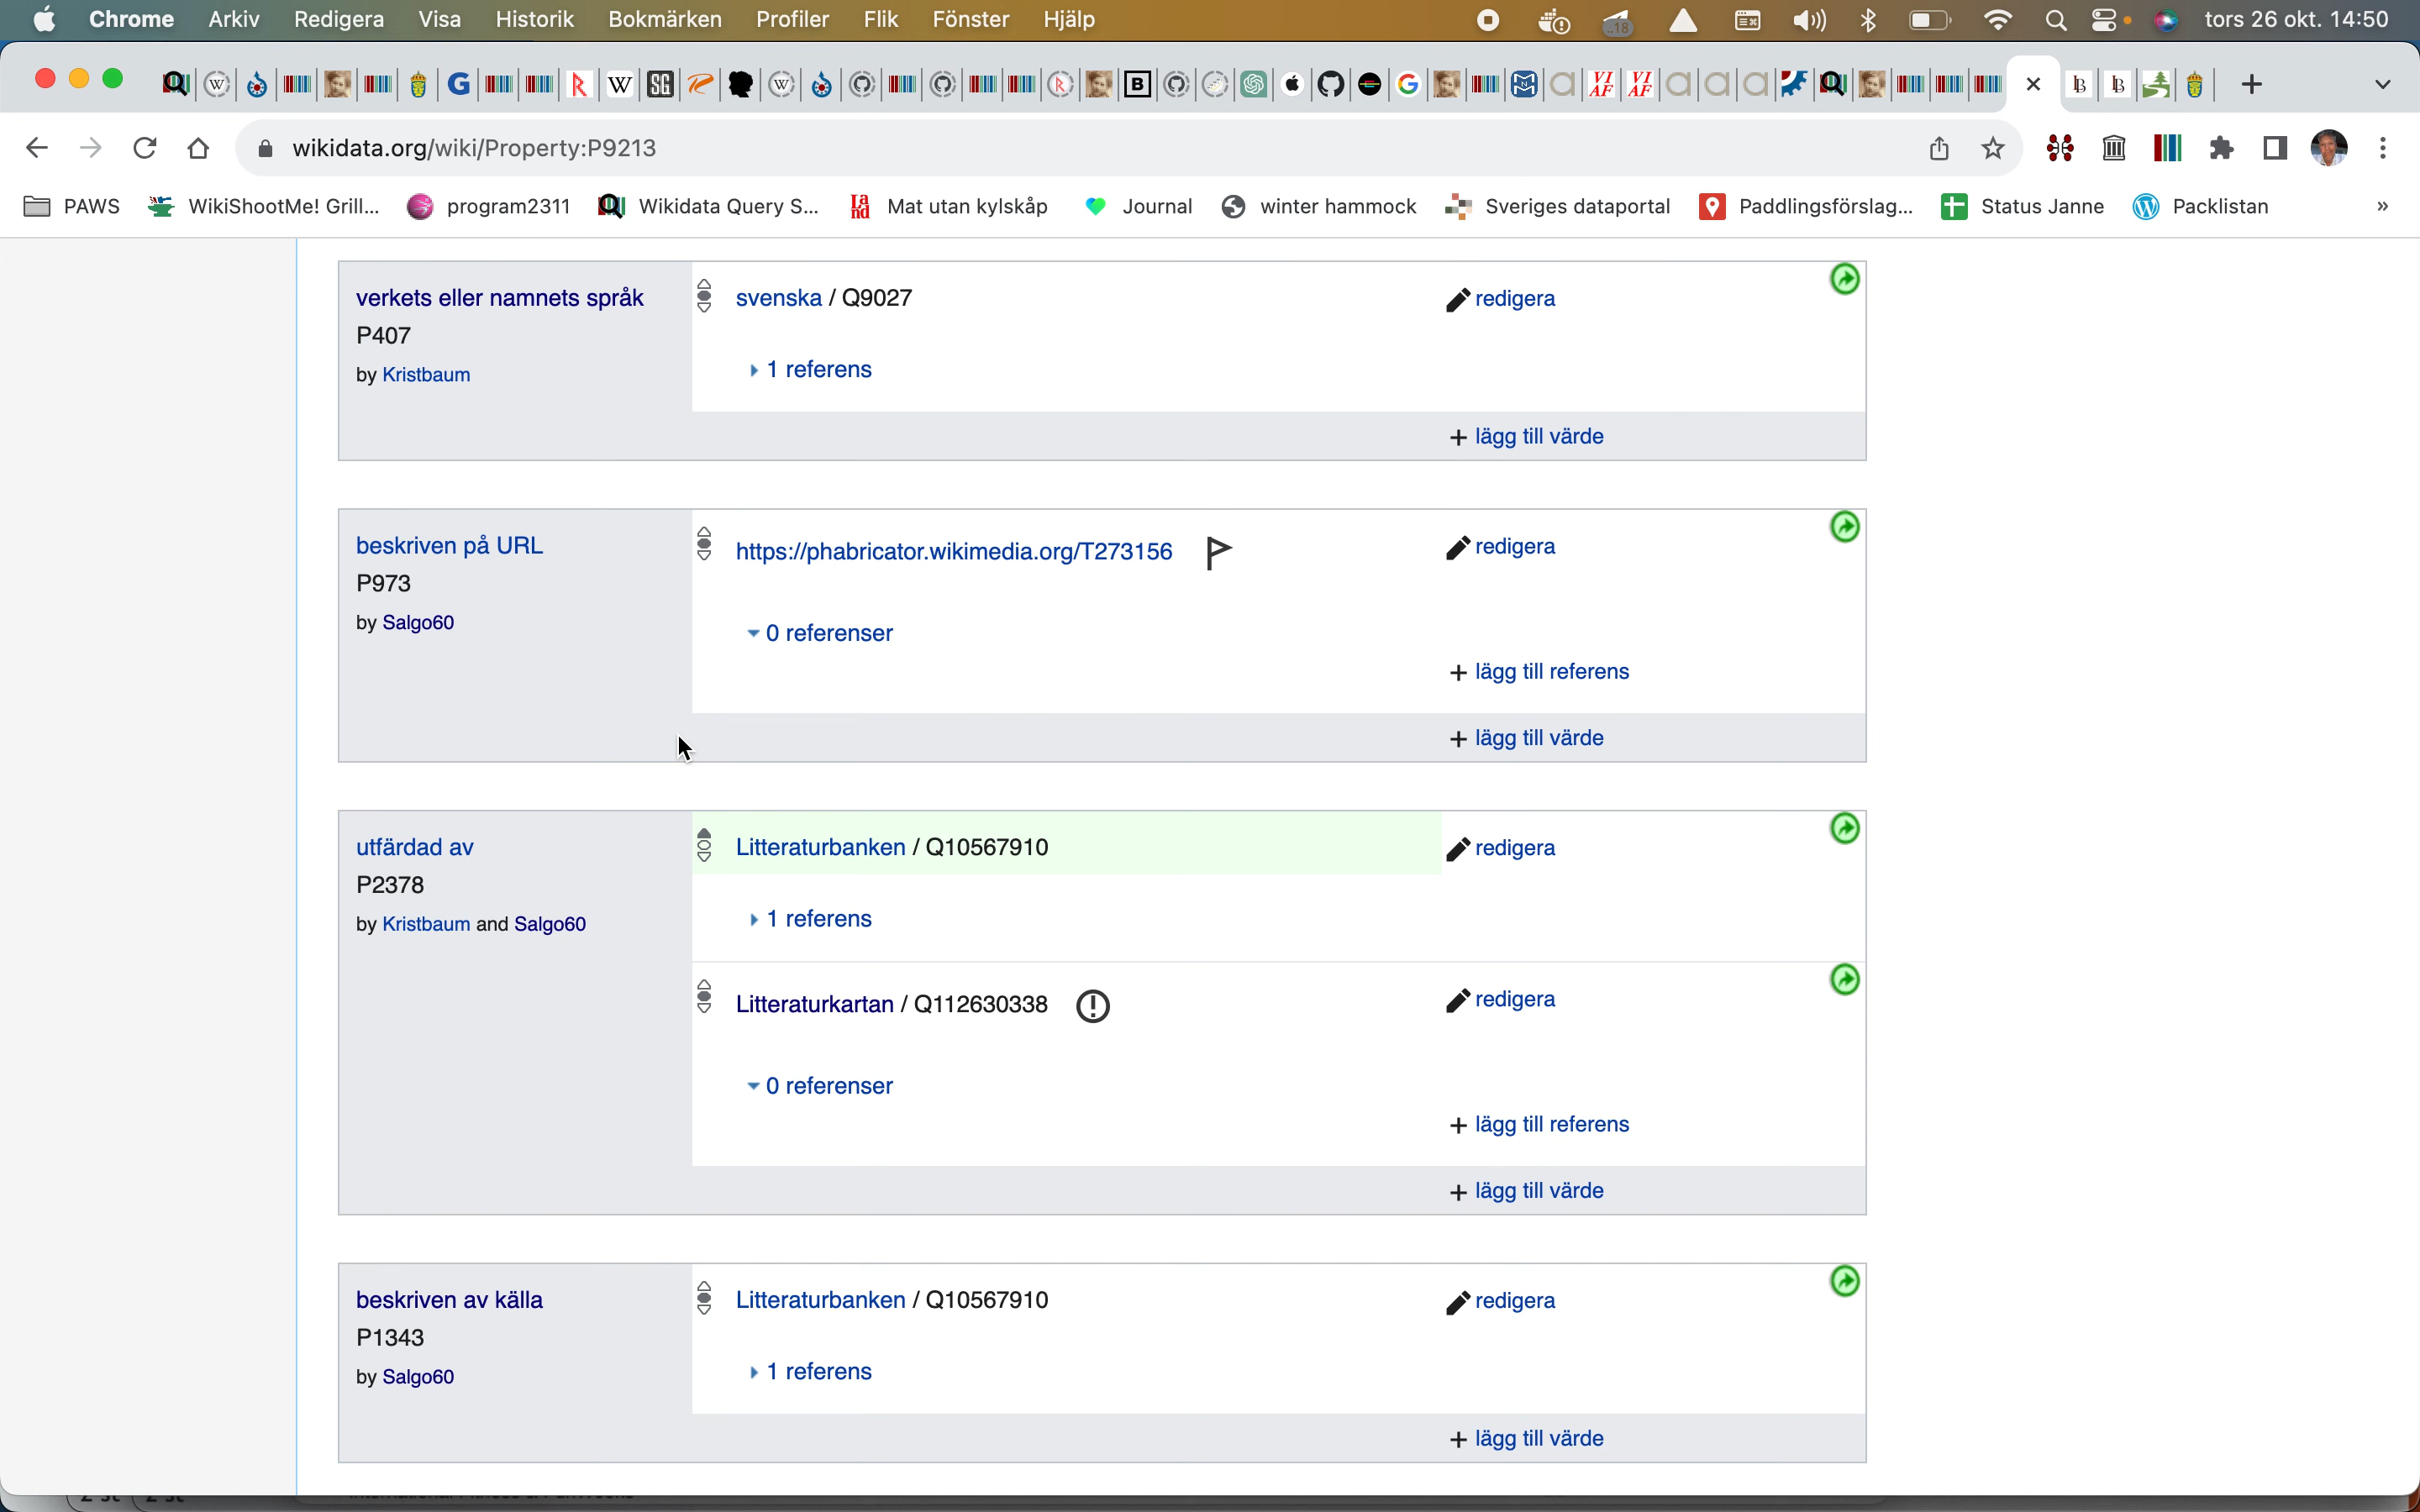 Chrome Arkiv Redigera Visa Historik Bokmärken Profiler Flik Fönster Hjälp tors 26 okt. 14:50
wikidata.org/wiki/Property:P9213
PAWS WikiShootMe! Grill... program2311 Wikidata Query S... Mat utan kylskåp Journal winter hammock Sveriges dataportal Paddlingsförslag... Status Janne Packlistan »
verkets eller namnets språk
P407
by Kristbaum
svenska / Q9027
redigera
1 referens
+ lägg till värde
beskriven på URL
P973
by Salgo60
https://phabricator.wikimedia.org/T273156
redigera
0 referenser
+ lägg till referens
+ lägg till värde
utfärdad av
P2378
by Kristbaum and Salgo60
Litteraturbanken / Q10567910
redigera
1 referens
Litteraturkartan / Q112630338
redigera
0 referenser
+ lägg till referens
+ lägg till värde
beskriven av källa
P1343
by Salgo60
Litteraturbanken / Q10567910
redigera
1 referens
+ lägg till värde